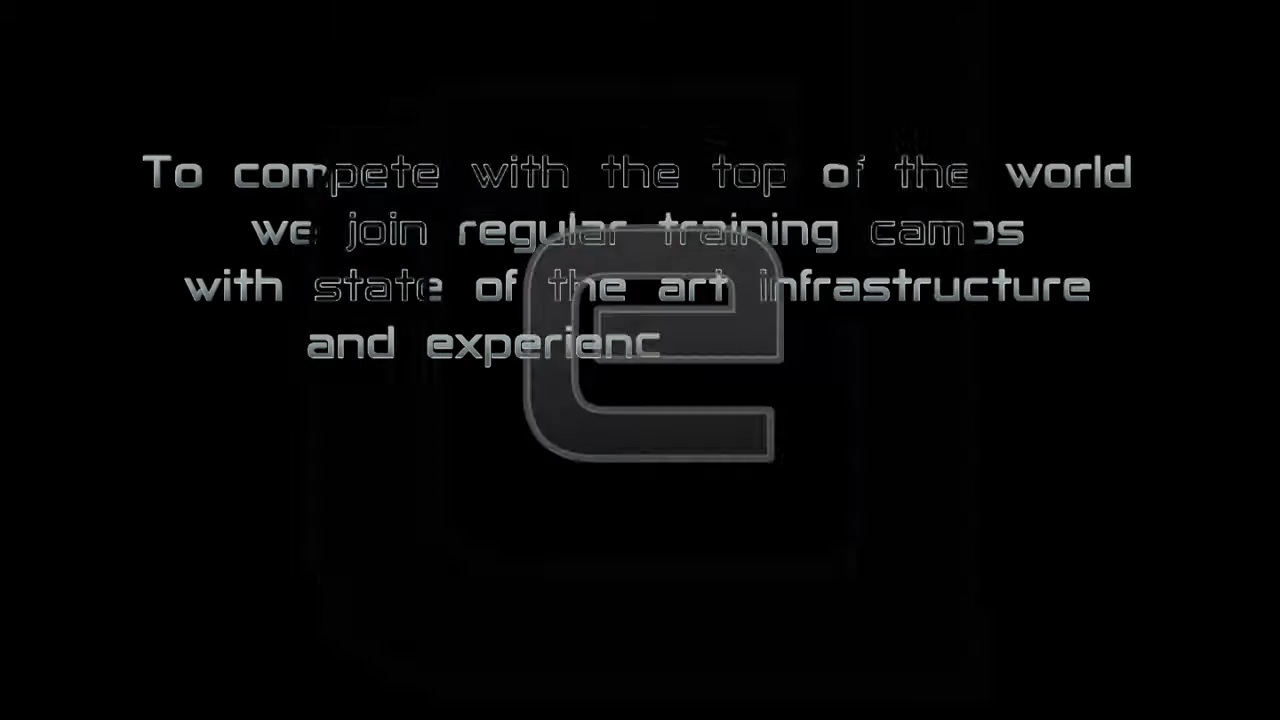 To compete with the top of the world
we join regular training camps
with state of the art infrastructure
and experienc
e